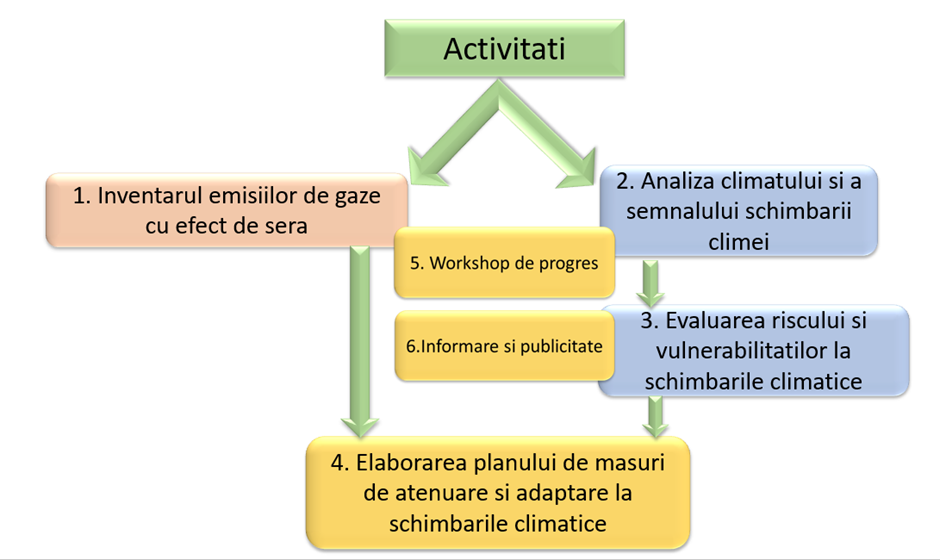 Activitati
1. Inventarul emisiilor de gaze
cu efect de sera
2. Analiza climatului si a
semnalului schimbarii
climei
5. Workshop de progres
3. Evaluarea riscului si
vulnerabilitatilor la
schimbarile climatice
6.Informare si publicitate
4. Elaborarea planului de masuri
de atenuare si adaptare la
schimbarile climatice